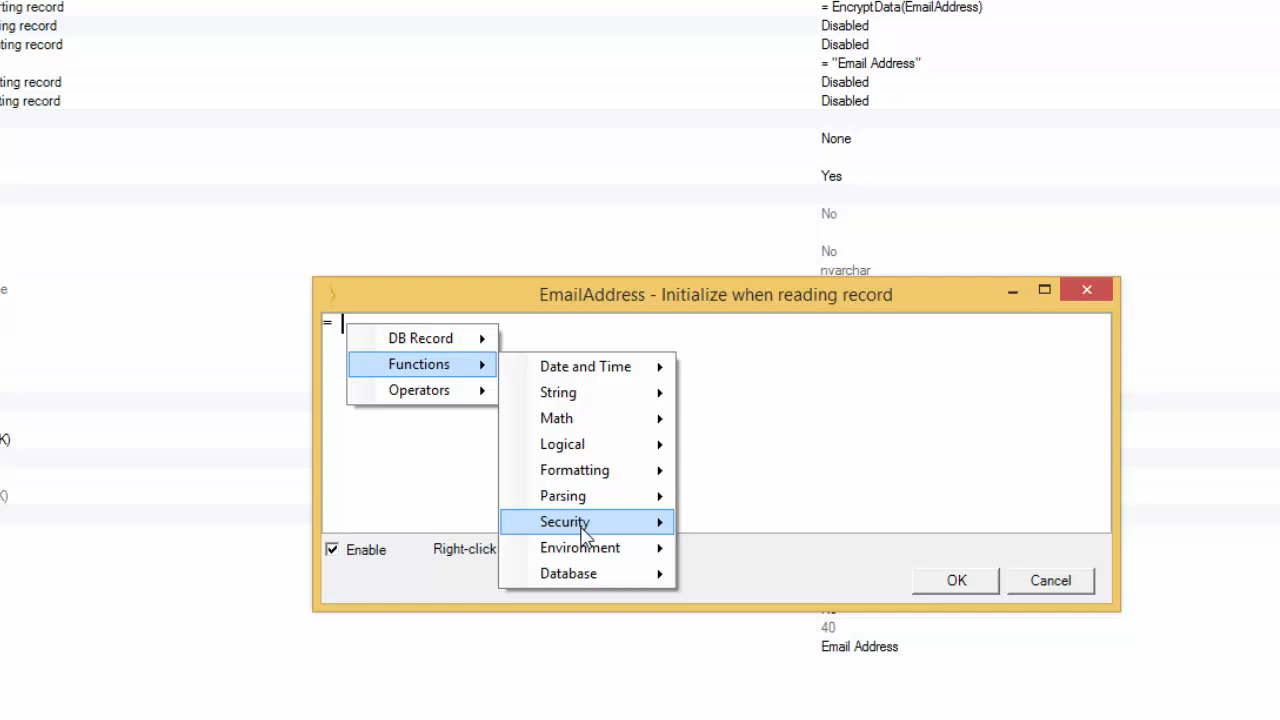 rting record = EncryptData(EmailAddress)
ing record Disabled
ting record Disabled
= "Email Address"
ting record Disabled
ting record Disabled
None
Yes
No
No
nvarchar
e
EmailAddress - Initialize when reading record
=
DB Record
Functions
Operators
Date and Time
String
Math
Logical
Formatting
Parsing
Security
Environment
Database
K)
()
Enable Right-click
OK Cancel
40
Email Address